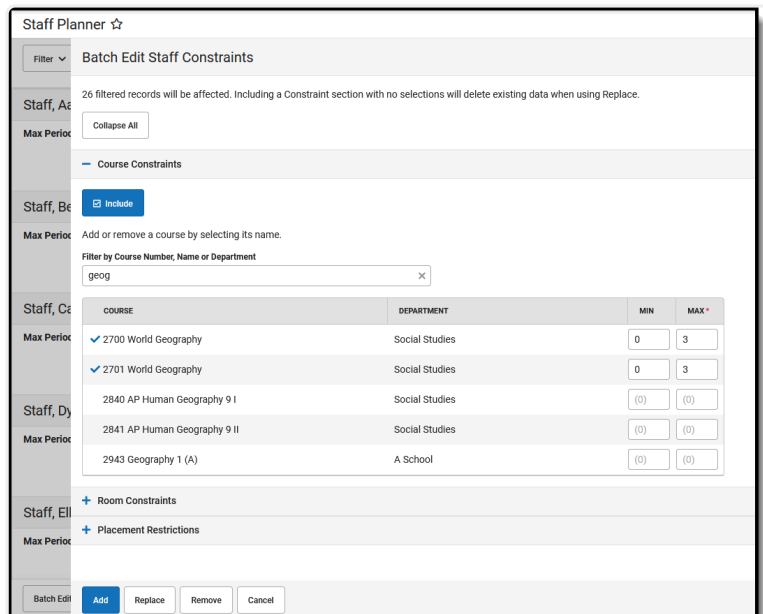 Staff Planner
Filter
Batch Edit Staff Constraints
26 filtered records will be affected. Including a Constraint section with no selections will delete existing data when using Replace.
Collapse All
Staff, Aa
Max Period
Course Constraints
Include
Staff, Be
Max Period
Add or remove a course by selecting its name.
Filter by Course Number, Name or Department
geog
Staff, Ca
Max Period
COURSE DEPARTMENT MIN MAX *
2700 World Geography Social Studies 0 3
2701 World Geography Social Studies 0 3
2840 AP Human Geography 9 I Social Studies (0) (0)
2841 AP Human Geography 9 II Social Studies (0) (0)
2943 Geography 1 (A) A School (0) (0)
Staff, Dy
Max Period
Room Constraints
Staff, Ell
Placement Restrictions
Max Period
Batch Edit
Add Replace Remove Cancel